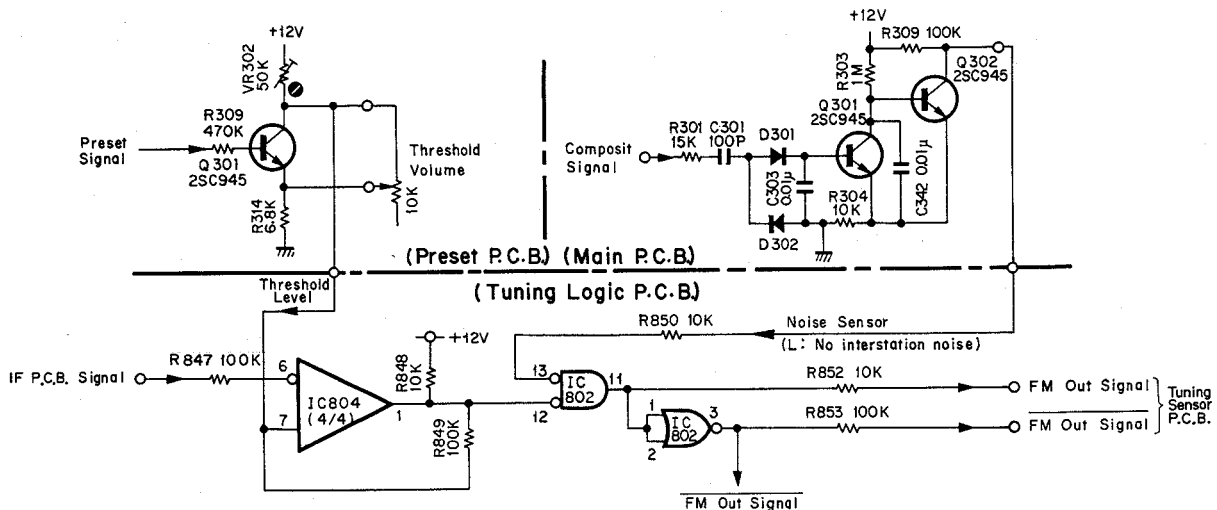 +12V
VR302
50K
R309
470K
Preset
Signal
Q301
2SC945
R314
6.8K
Threshold
Volume
10K
+12V
R309 100K
R303
1M
Q302
2SC945
Q301
2SC945
Composit
Signal
R301
15K
C301
100P
D301
C303
0.01μ
D302
R304
10K
C342 0.01μ
(Preset P.C.B.) (Main P.C.B.)
Threshold
Level
(Tuning Logic P.C.B.)
R850 10K
Noise Sensor
(L: No interstation noise)
IF P.C.B. Signal
R847 100K
6
7
IC804
(4/4)
1
R848
10K
+12V
R849
100K
13
12
IC
802
11
1
2
IC
802
3
R852 10K
FM Out Signal
R853 100K
FM Out Signal
Tuning
Sensor
P.C.B.
FM Out Signal